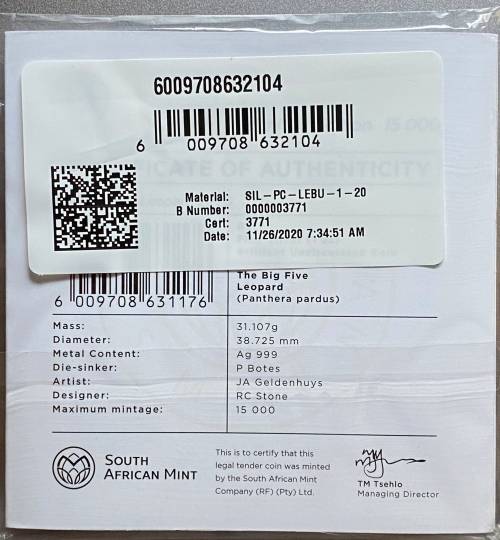 6009708632104
6 009708 632104
15 000
CERTIFICATE OF AUTHENTICITY
Material: SIL-PC-LEBU-1-20
B Number: 0000003771
Cert: 3771
Date: 11/26/2020 7:34:51 AM
The Big Five
Leopard
(Panthera pardus)
6 009708 631176
Mass: 31.107g
Diameter: 38.725 mm
Metal Content: Ag 999
Die-sinker: P Botes
Artist: JA Geldenhuys
Designer: RC Stone
Maximum mintage: 15 000
SOUTH
AFRICAN MINT
This is to certify that this
legal tender coin was minted
by the South African Mint
Company (RF) (Pty) Ltd.
TM Tsehlo
Managing Director